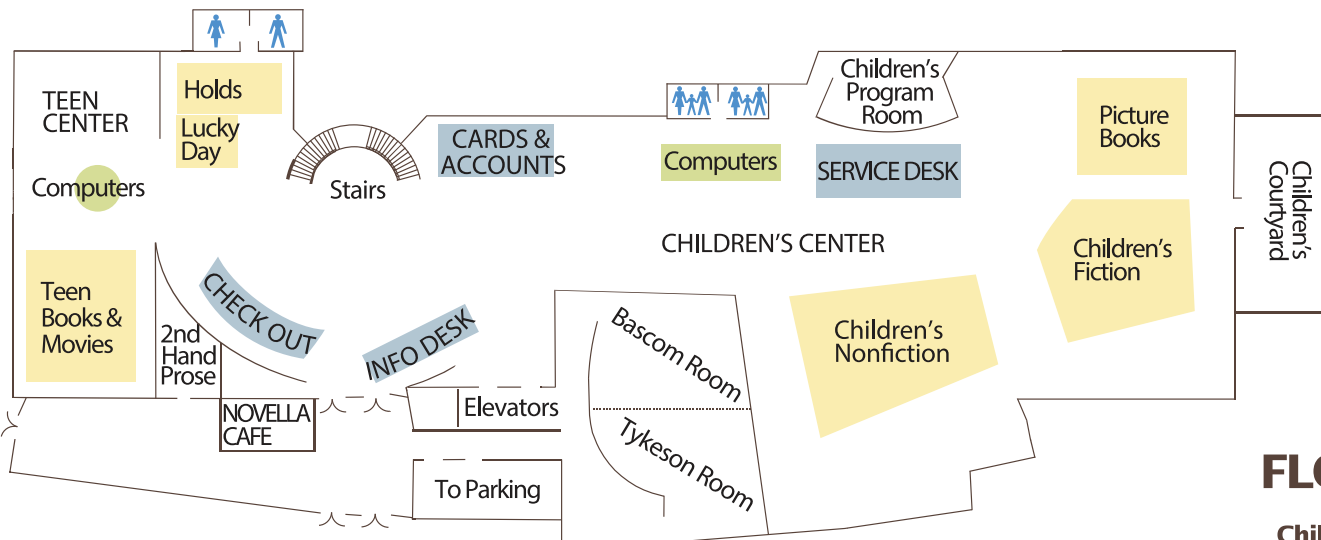 TEEN
CENTER
Computers
Teen
Books &
Movies
Holds
Lucky
Day
Stairs
CARDS &
ACCOUNTS
CHECK OUT
2nd
Hand
Prose
NOVELLA
CAFE
INFO DESK
Elevators
To Parking
Bascom Room
Tykeson Room
Computers
Children's
Program
Room
SERVICE DESK
CHILDREN'S CENTER
Children's
Nonfiction
Picture
Books
Children's
Fiction
Children's
Courtyard